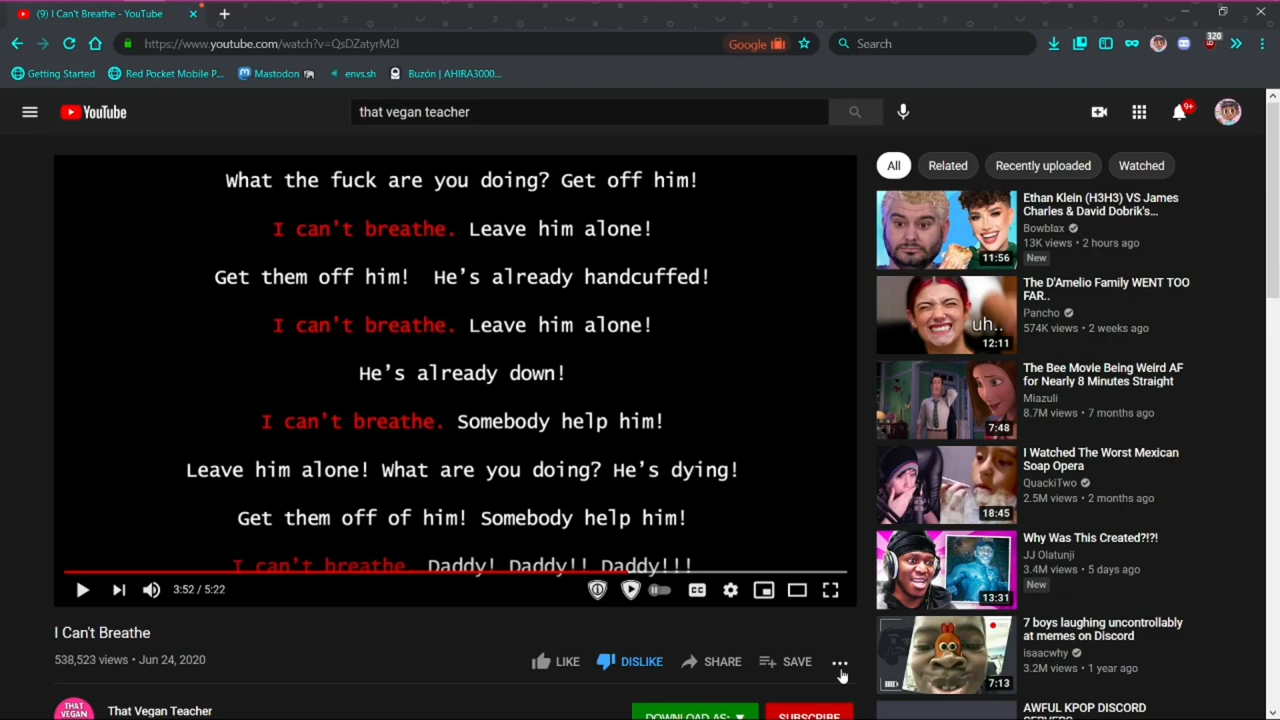 (9) I Can't Breathe - YouTube
https://www.youtube.com/watch?v=QsDZatyrM2I
Google
Search
320
Getting Started
Red Pocket Mobile P...
Mastodon
envs.sh
Buzón | AHIRA3000...
YouTube
that vegan teacher
9+
What the fuck are you doing? Get off him!
I can't breathe. Leave him alone!
Get them off him! He's already handcuffed!
I can't breathe. Leave him alone!
He's already down!
I can't breathe. Somebody help him!
Leave him alone! What are you doing? He's dying!
Get them off of him! Somebody help him!
I can't breathe. Daddy! Daddy!! Daddy!!!
3:52 / 5:22
CC
I Can't Breathe
538,523 views • Jun 24, 2020
LIKE
DISLIKE
SHARE
SAVE
THAT
VEGAN
That Vegan Teacher
DOWNLOAD AS: ▼
SUBSCRIBE
All
Related
Recently uploaded
Watched
Ethan Klein (H3H3) VS James
Charles & David Dobrik's...
Bowblax
13K views • 2 hours ago
New
11:56
The D'Amelio Family WENT TOO
FAR..
Pancho
574K views • 2 weeks ago
uh..
12:11
The Bee Movie Being Weird AF
for Nearly 8 Minutes Straight
Miazuli
8.7M views • 7 months ago
7:48
I Watched The Worst Mexican
Soap Opera
QuackiTwo
2.5M views • 2 months ago
18:45
Why Was This Created?!?!
JJ Olatunji
3.4M views • 5 days ago
New
13:31
7 boys laughing uncontrollably
at memes on Discord
isaacwhy
3.2M views • 1 year ago
7:13
AWFUL KPOP DISCORD
SERVERS